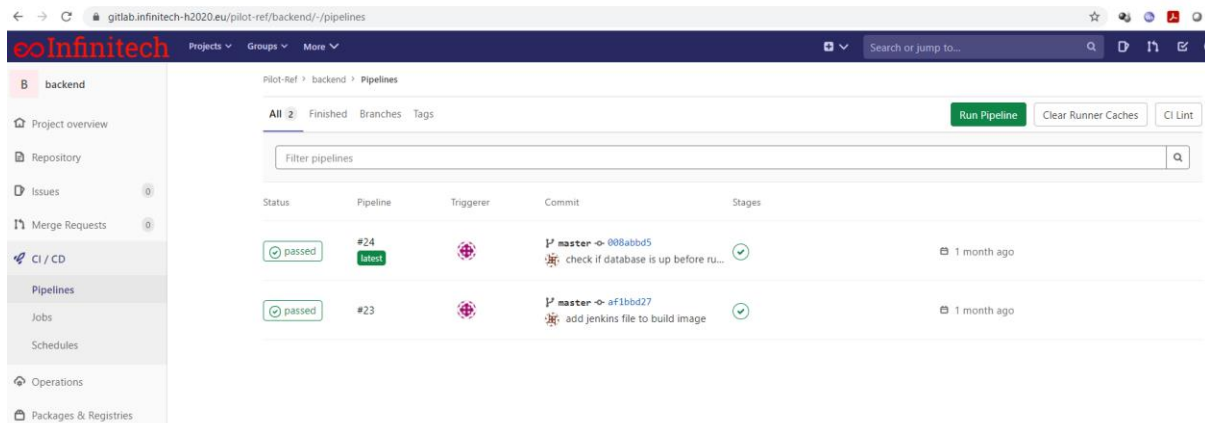 gitlab.infinitech-h2020.eu/pilot-ref/backend/-/pipelines
∞Infinitech Projects Groups More Search or jump to...
B backend
Project overview
Repository
Issues 0
Merge Requests 0
CI / CD
Pipelines
Jobs
Schedules
Operations
Packages & Registries
Pilot-Ref > backend > Pipelines
All 2 Finished Branches Tags Run Pipeline Clear Runner Caches CI Lint
Filter pipelines
Status Pipeline Triggerer Commit Stages
passed #24 master 008abbd5
latest check if database is up before ru... 1 month ago
passed #23 master af1bbd27
add jenkins file to build image 1 month ago